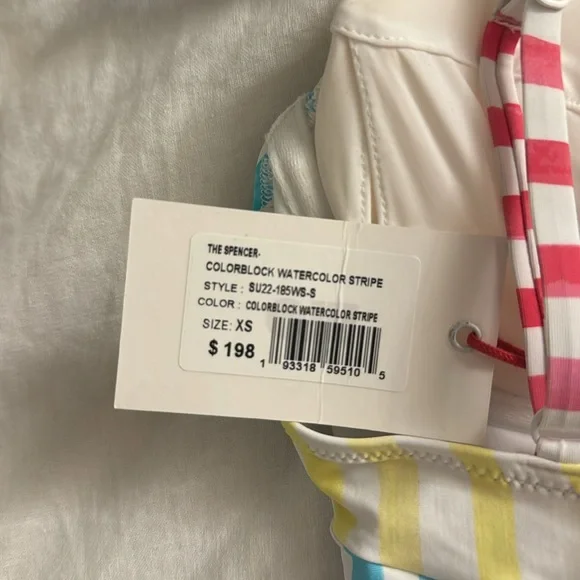 THE SPENCER-
COLORBLOCK WATERCOLOR STRIPE
STYLE : SU22-185WS-S
COLOR : COLORBLOCK WATERCOLOR STRIPE
SIZE: XS
$ 198
1 93318 59510 5